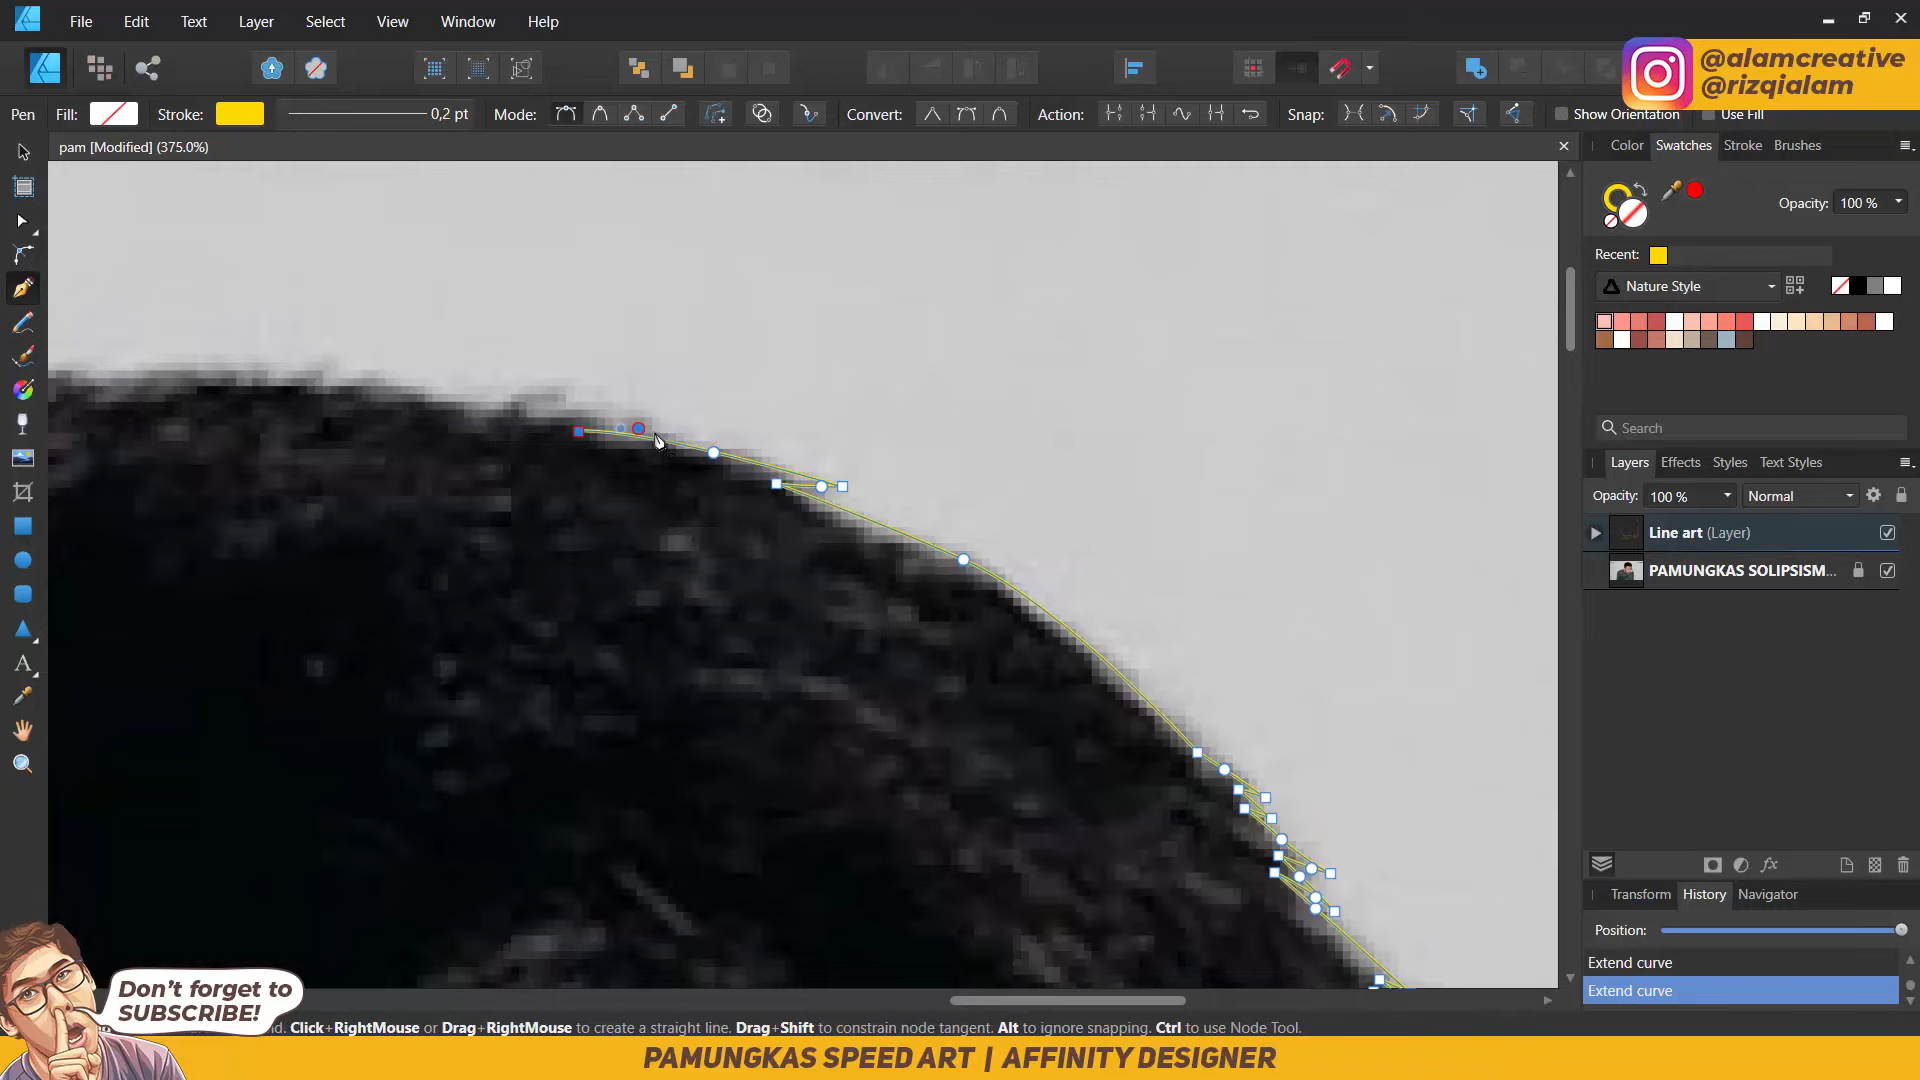 File Edit Text Layer Select View Window Help
@alamcreative
@rizqialam
Pen Fill: Stroke: 0,2 pt Mode: Convert: Action: Snap: Show Orientation Use Fill
pam [Modified] (375.0%)
Color Swatches Stroke Brushes
Opacity: 100 %
Recent:
Nature Style
Search
Layers Effects Styles Text Styles
Opacity: 100 % Normal
Line art (Layer)
PAMUNGKAS SOLIPSISM...
Transform History Navigator
Position:
Extend curve
Extend curve
Don't forget to
SUBSCRIBE!
Click+RightMouse or Drag+RightMouse to create a straight line. Drag+Shift to constrain node tangent. Alt to ignore snapping. Ctrl to use Node Tool.
PAMUNGKAS SPEED ART | AFFINITY DESIGNER